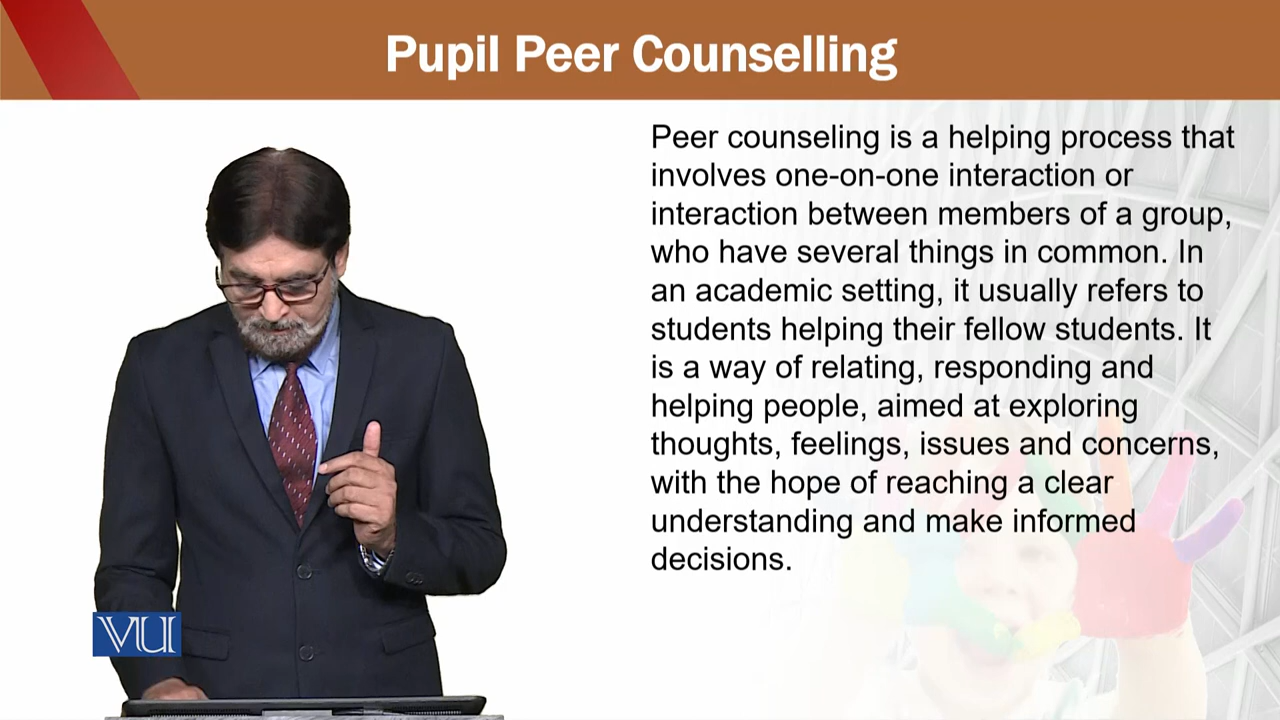 Pupil Peer Counselling
Peer counseling is a helping process that
involves one-on-one interaction or
interaction between members of a group,
who have several things in common. In
an academic setting, it usually refers to
students helping their fellow students. It
is a way of relating, responding and
helping people, aimed at exploring
thoughts, feelings, issues and concerns,
with the hope of reaching a clear
understanding and make informed
decisions.
VU